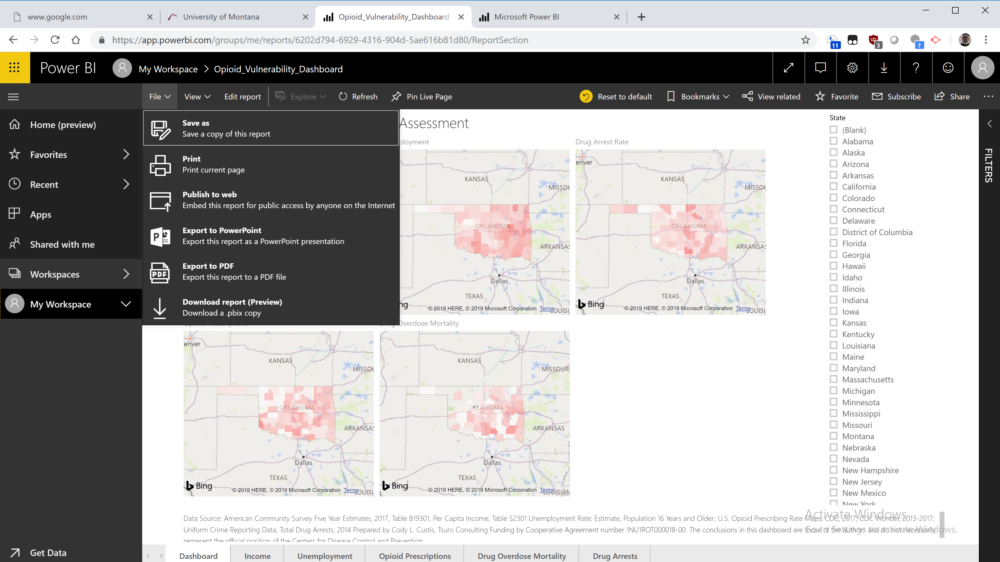 www.google.com
University of Montana
Opioid_Vulnerability_Dashboard
Microsoft Power BI
https://app.powerbi.com/groups/me/reports/6202d794-6929-4316-904d-5ae616b81d80/ReportSection
11
3
?
Power BI
My Workspace > Opioid_Vulnerability_Dashboard
?
File
View
Edit report
Explore
Refresh
Pin Live Page
Reset to default
Bookmarks
View related
Favorite
Subscribe
Share
Home (preview)
Favorites
Recent
Apps
Shared with me
Workspaces
My Workspace
Get Data
Save as
Save a copy of this report
Print
Print current page
Publish to web
Embed this report for public access by anyone on the Internet
Export to PowerPoint
Export this report as a PowerPoint presentation
PDF
Export to PDF
Export this report to a PDF file
Download report (Preview)
Download a .pbix copy
Assessment
ployment
KANSAS
MISSOU
OKLAHOMA
ARKANSAS
Dallas
TEXAS
ng
© 2019 HERE, © 2019 Microsoft Corporation Terms
LOUISI
Drug Arrest Rate
enver
KANSAS
MISSOU
OKLAHOMA
ARKANSAS
Dallas
TEXAS
Bing
© 2019 HERE, © 2019 Microsoft Corporation Terms
LOUISI
Opioid Prescriptions
enver
KANSAS
MISSOU
OKLAHOMA
ARKANSAS
Dallas
TEXAS
Bing
© 2019 HERE, © 2019 Microsoft Corporation Terms
LOUISI
Drug Overdose Mortality
KANSAS
MISSOURI
OKLAHOMA
ARKANSAS
Dallas
TEXAS
Bing
© 2019 HERE, © 2019 Microsoft Corporation Terms
LOUISIAN
State
(Blank)
Alabama
Alaska
Arizona
Arkansas
California
Colorado
Connecticut
Delaware
District of Columbia
Florida
Georgia
Hawaii
Idaho
Illinois
Indiana
Iowa
Kansas
Kentucky
Louisiana
Maine
Maryland
Massachusetts
Michigan
Minnesota
Mississippi
Missouri
Montana
Nebraska
Nevada
New Hampshire
New Jersey
New Mexico
New York
FILTERS
Data Source: American Community Survey Five Year Estimates, 2017, Table B19301, Per Capita Income; Table S2301 Unemployment Rate; Estimate, Population 16 Years and Older; U.S. Opioid Prescribing Rate Maps, CDC, 2017; CDC Wonder, 2013-2017;
Uniform Crime Reporting Data, Total Drug Arrests, 2014 Prepared by Cody L. Custis, Tsuro Consulting Funding by Cooperative Agreement number 1NU1ROT000018-00. The conclusions in this dashboard are those of the authors and do not necessarily
represent the official position of the Centers for Disease Control and Prevention
Activate Windows
Go to Settings to activate Windows.
Dashboard
Income
Unemployment
Opioid Prescriptions
Drug Overdose Mortality
Drug Arrests